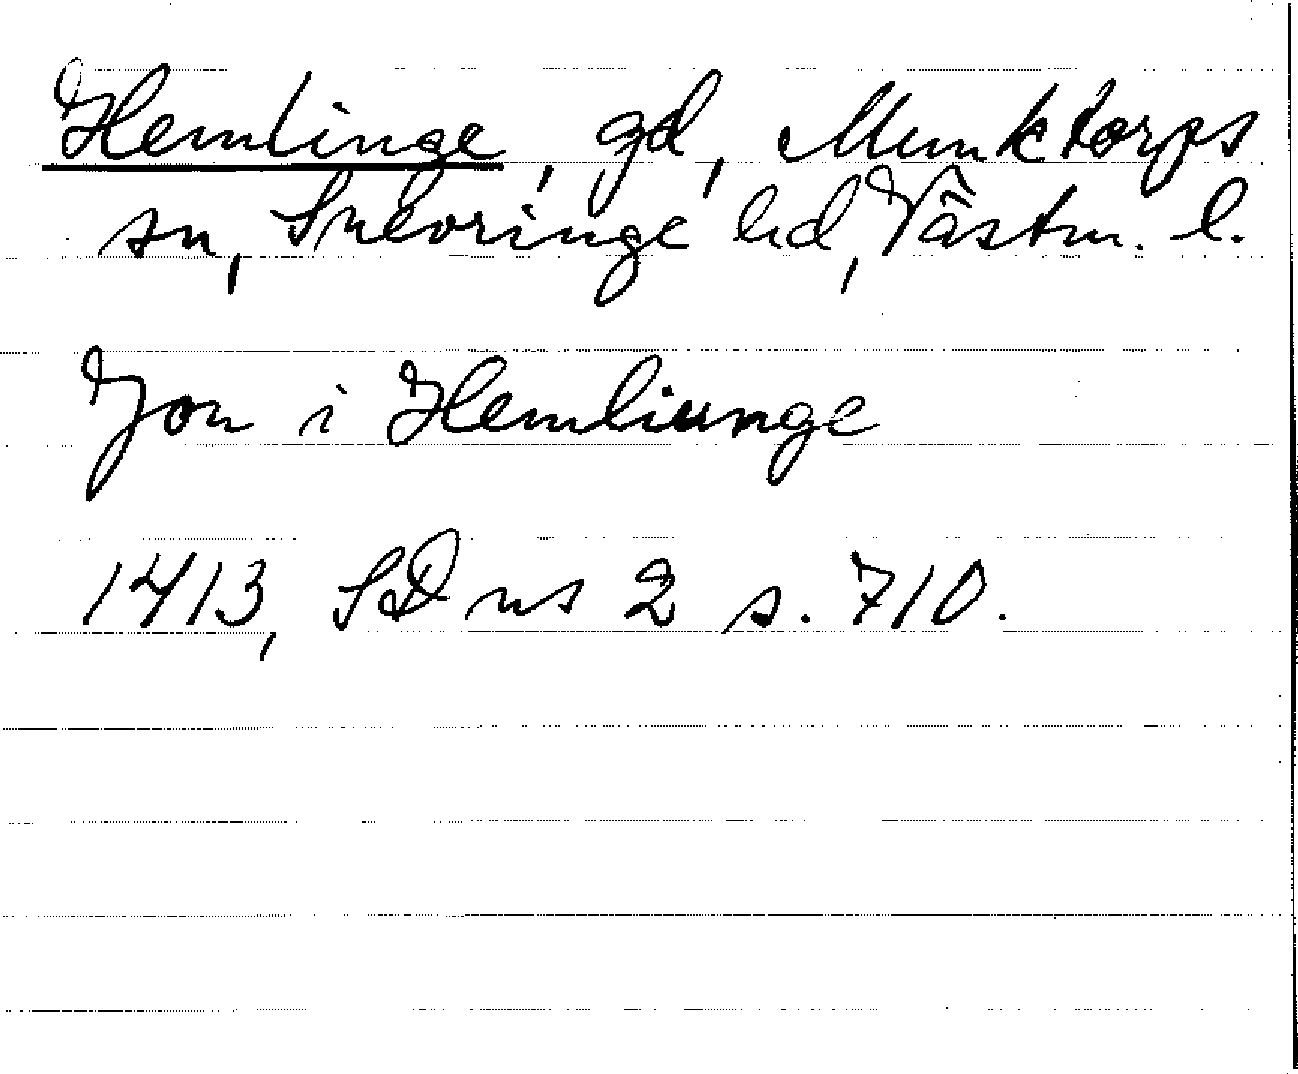 Hemlinge, gd, Munktorps
sn, Snevringe hd, Västm. l.
Jon i Hemliunge
1413, SD ns 2 s. 710.